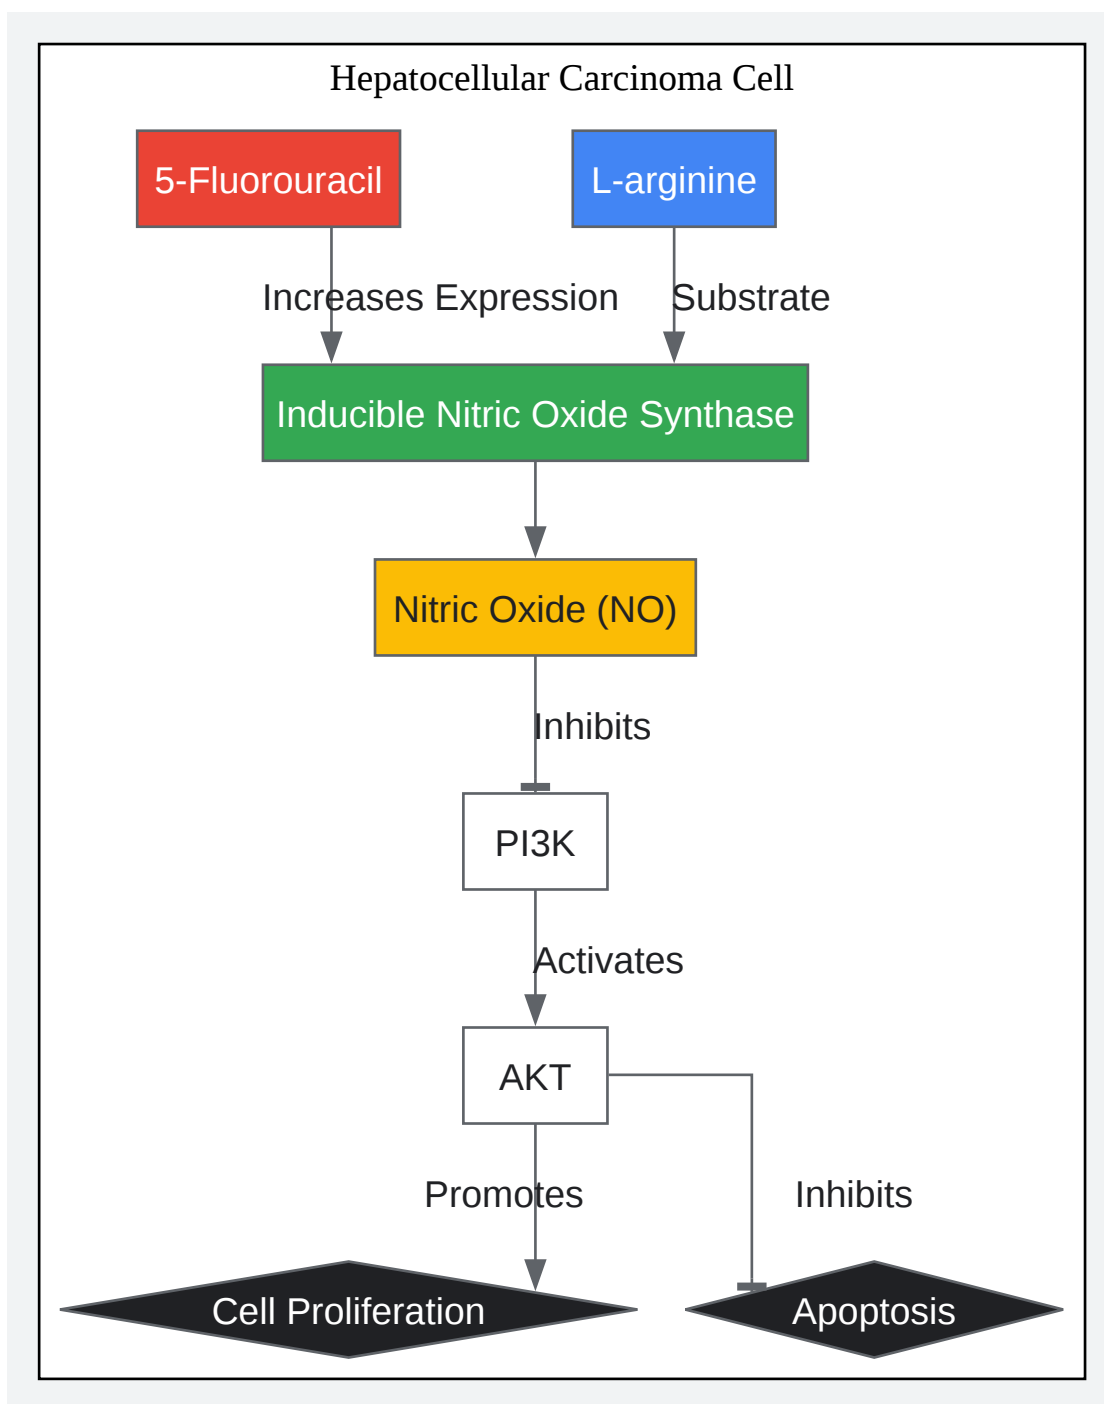 Hepatocellular Carcinoma Cell
5-Fluorouracil
L-arginine
Increases Expression
Substrate
Inducible Nitric Oxide Synthase
Nitric Oxide (NO)
Inhibits
PI3K
Activates
AKT
Promotes
Inhibits
Cell Proliferation
Apoptosis